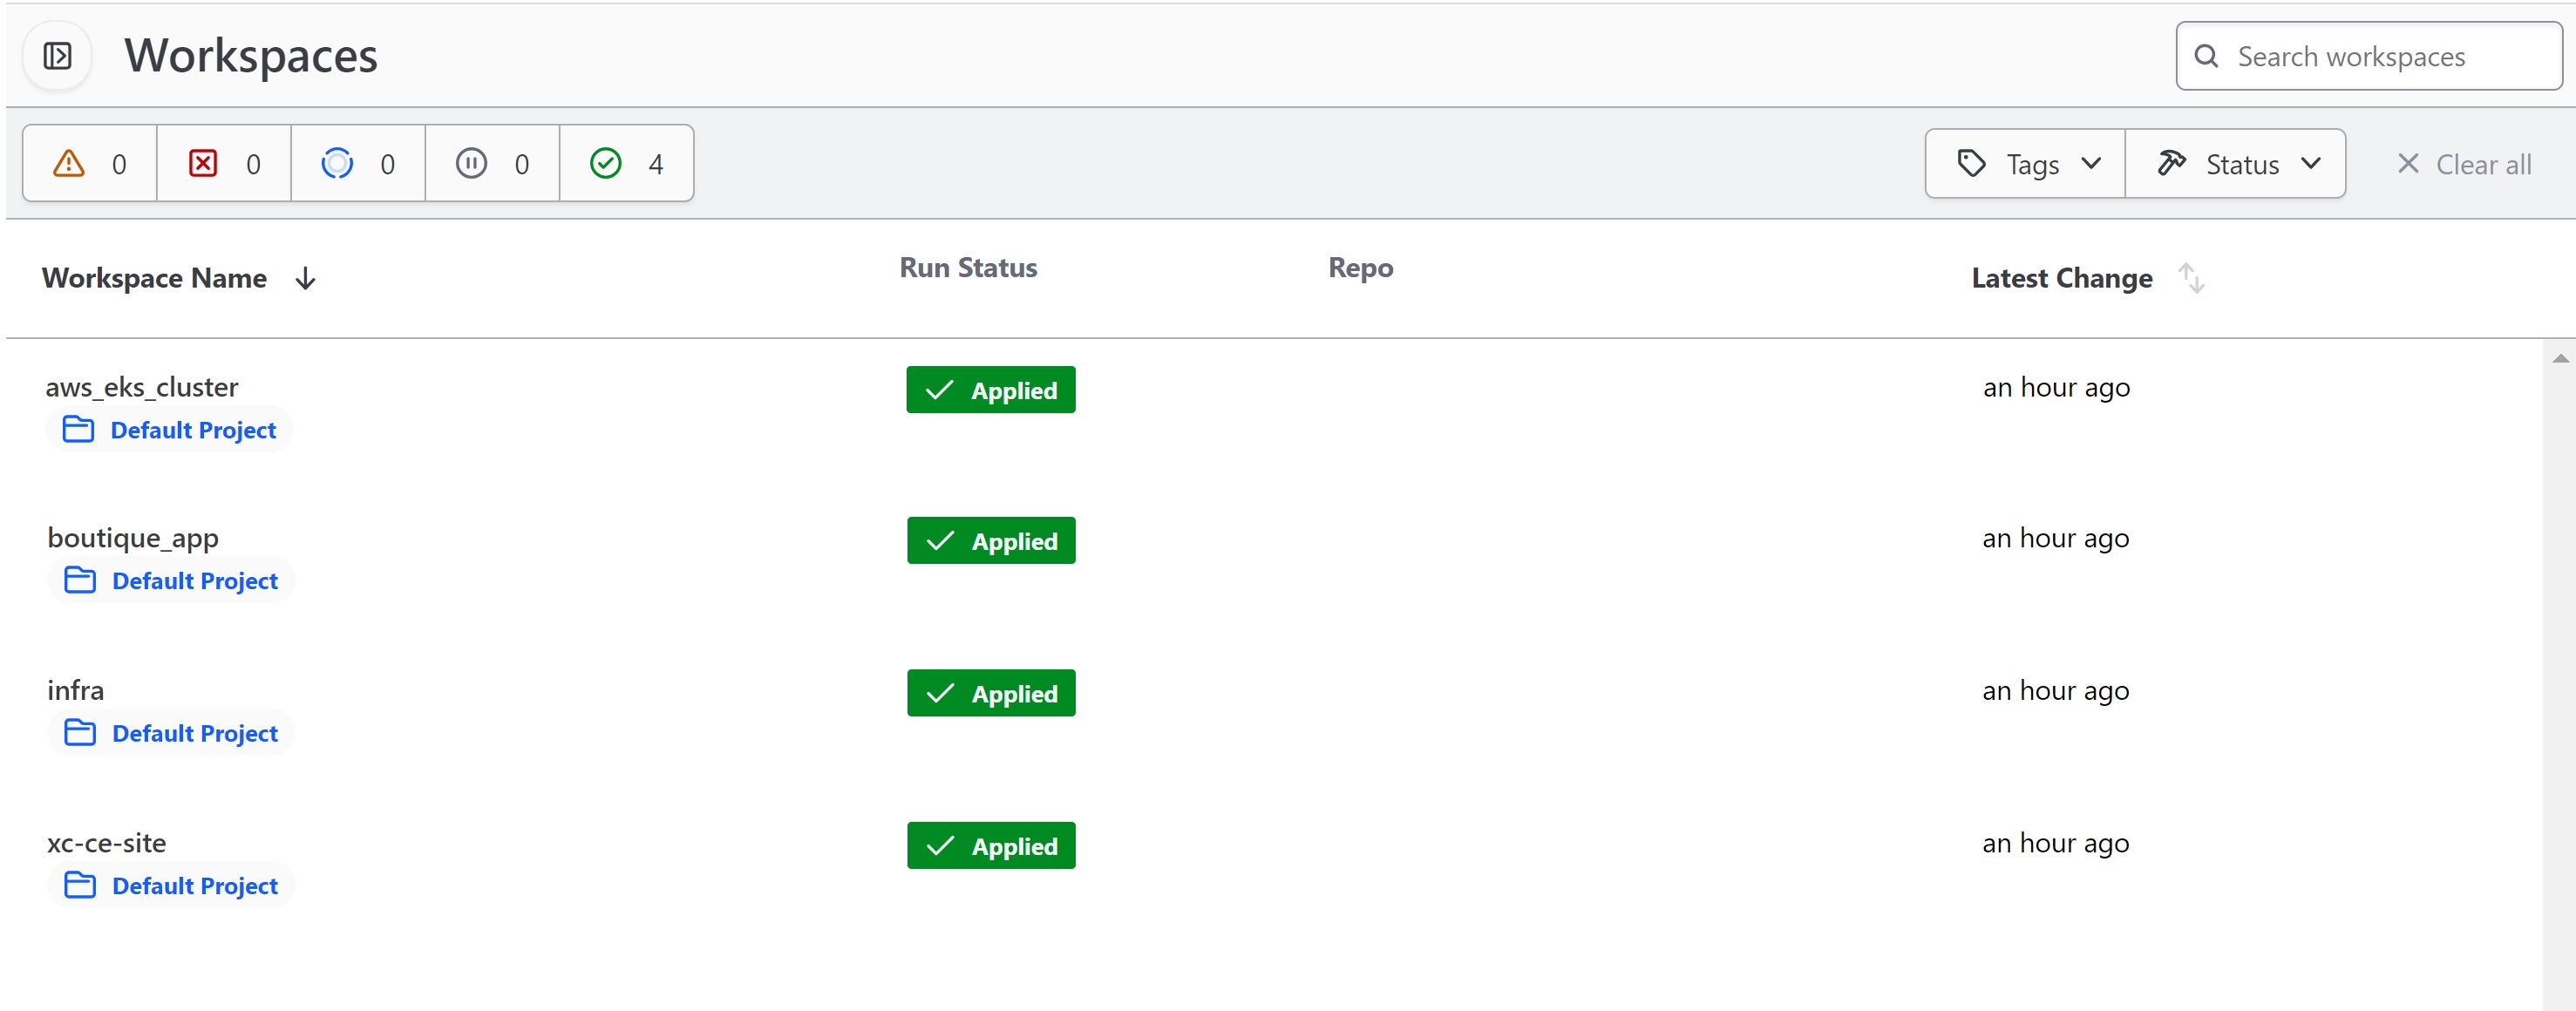 Workspaces
Search workspaces
0 0 0 0 4
Tags Status Clear all
Workspace Name Run Status Repo Latest Change
aws_eks_cluster Applied an hour ago
Default Project
boutique_app Applied an hour ago
Default Project
infra Applied an hour ago
Default Project
xc-ce-site Applied an hour ago
Default Project